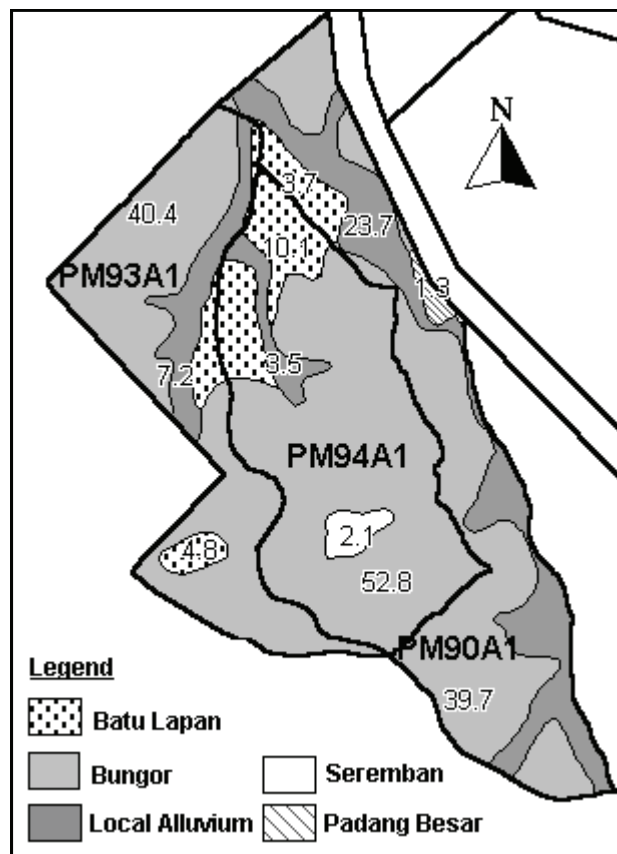 N
3.7
40.4
23.7
10.1
PM93A1
1.3
7.2
3.5
PM94A1
2.1
4.8
52.8
PM90A1
39.7
Legend
Batu Lapan
Bungor
Seremban
Local Alluvium
Padang Besar